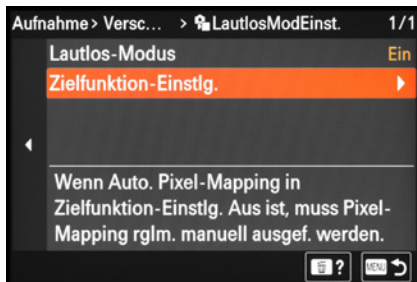 Aufnahme> Versc... > LautlosModEinst. 1/1
Lautlos-Modus Ein
Zielfunktion-Einstlg.
Wenn Auto. Pixel-Mapping in
Zielfunktion-Einstlg. Aus ist, muss Pixel-
Mapping rglm. manuell ausgef. werden.
? MENU